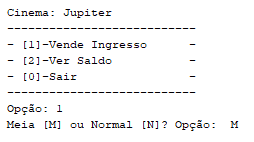 Cinema: Jupiter
---------------------------
- [1]-Vende Ingresso      -
- [2]-Ver Saldo           -
- [0]-Sair                -
---------------------------
Opção: 1
Meia [M] ou Normal [N]? Opção:  M